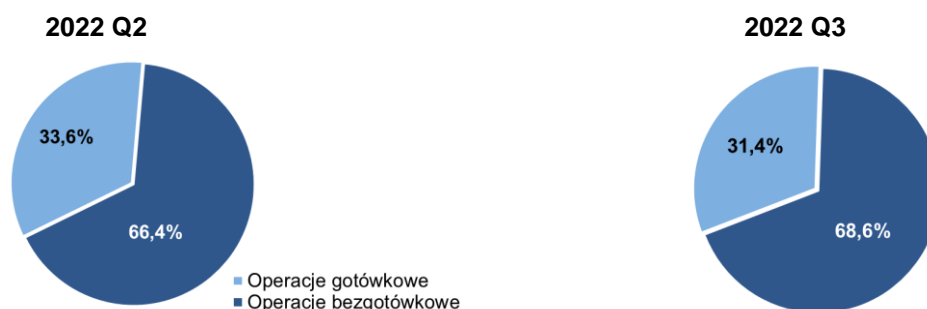 2022 Q2
33,6%
66,4%
Operacje gotówkowe
Operacje bezgotówkowe
2022 Q3
31,4%
68,6%